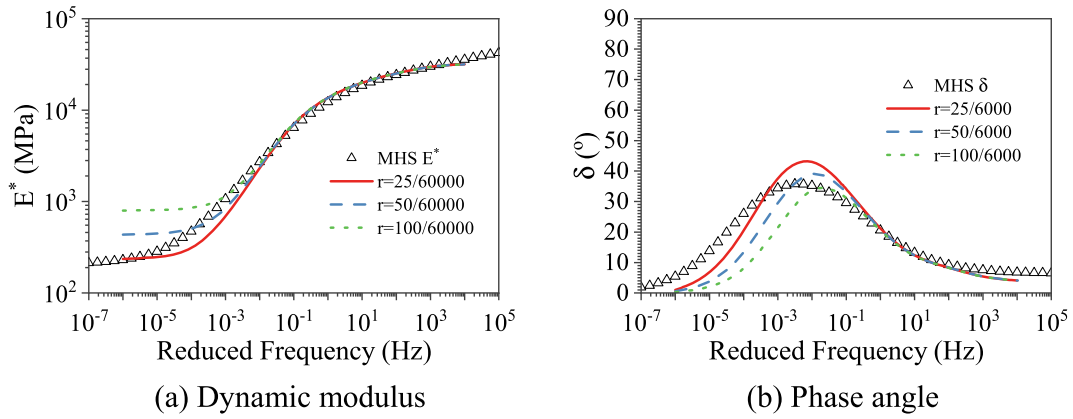 10^5
10^4
10^3
10^2
E* (MPa)
MHS E*
r=25/60000
r=50/60000
r=100/60000
10^-7 10^-5 10^-3 10^-1 10^1 10^3 10^5
Reduced Frequency (Hz)
(a) Dynamic modulus
90
80
70
60
50
40
30
20
10
0
δ (°)
MHS δ
r=25/6000
r=50/6000
r=100/6000
10^-7 10^-5 10^-3 10^-1 10^1 10^3 10^5
Reduced Frequency (Hz)
(b) Phase angle